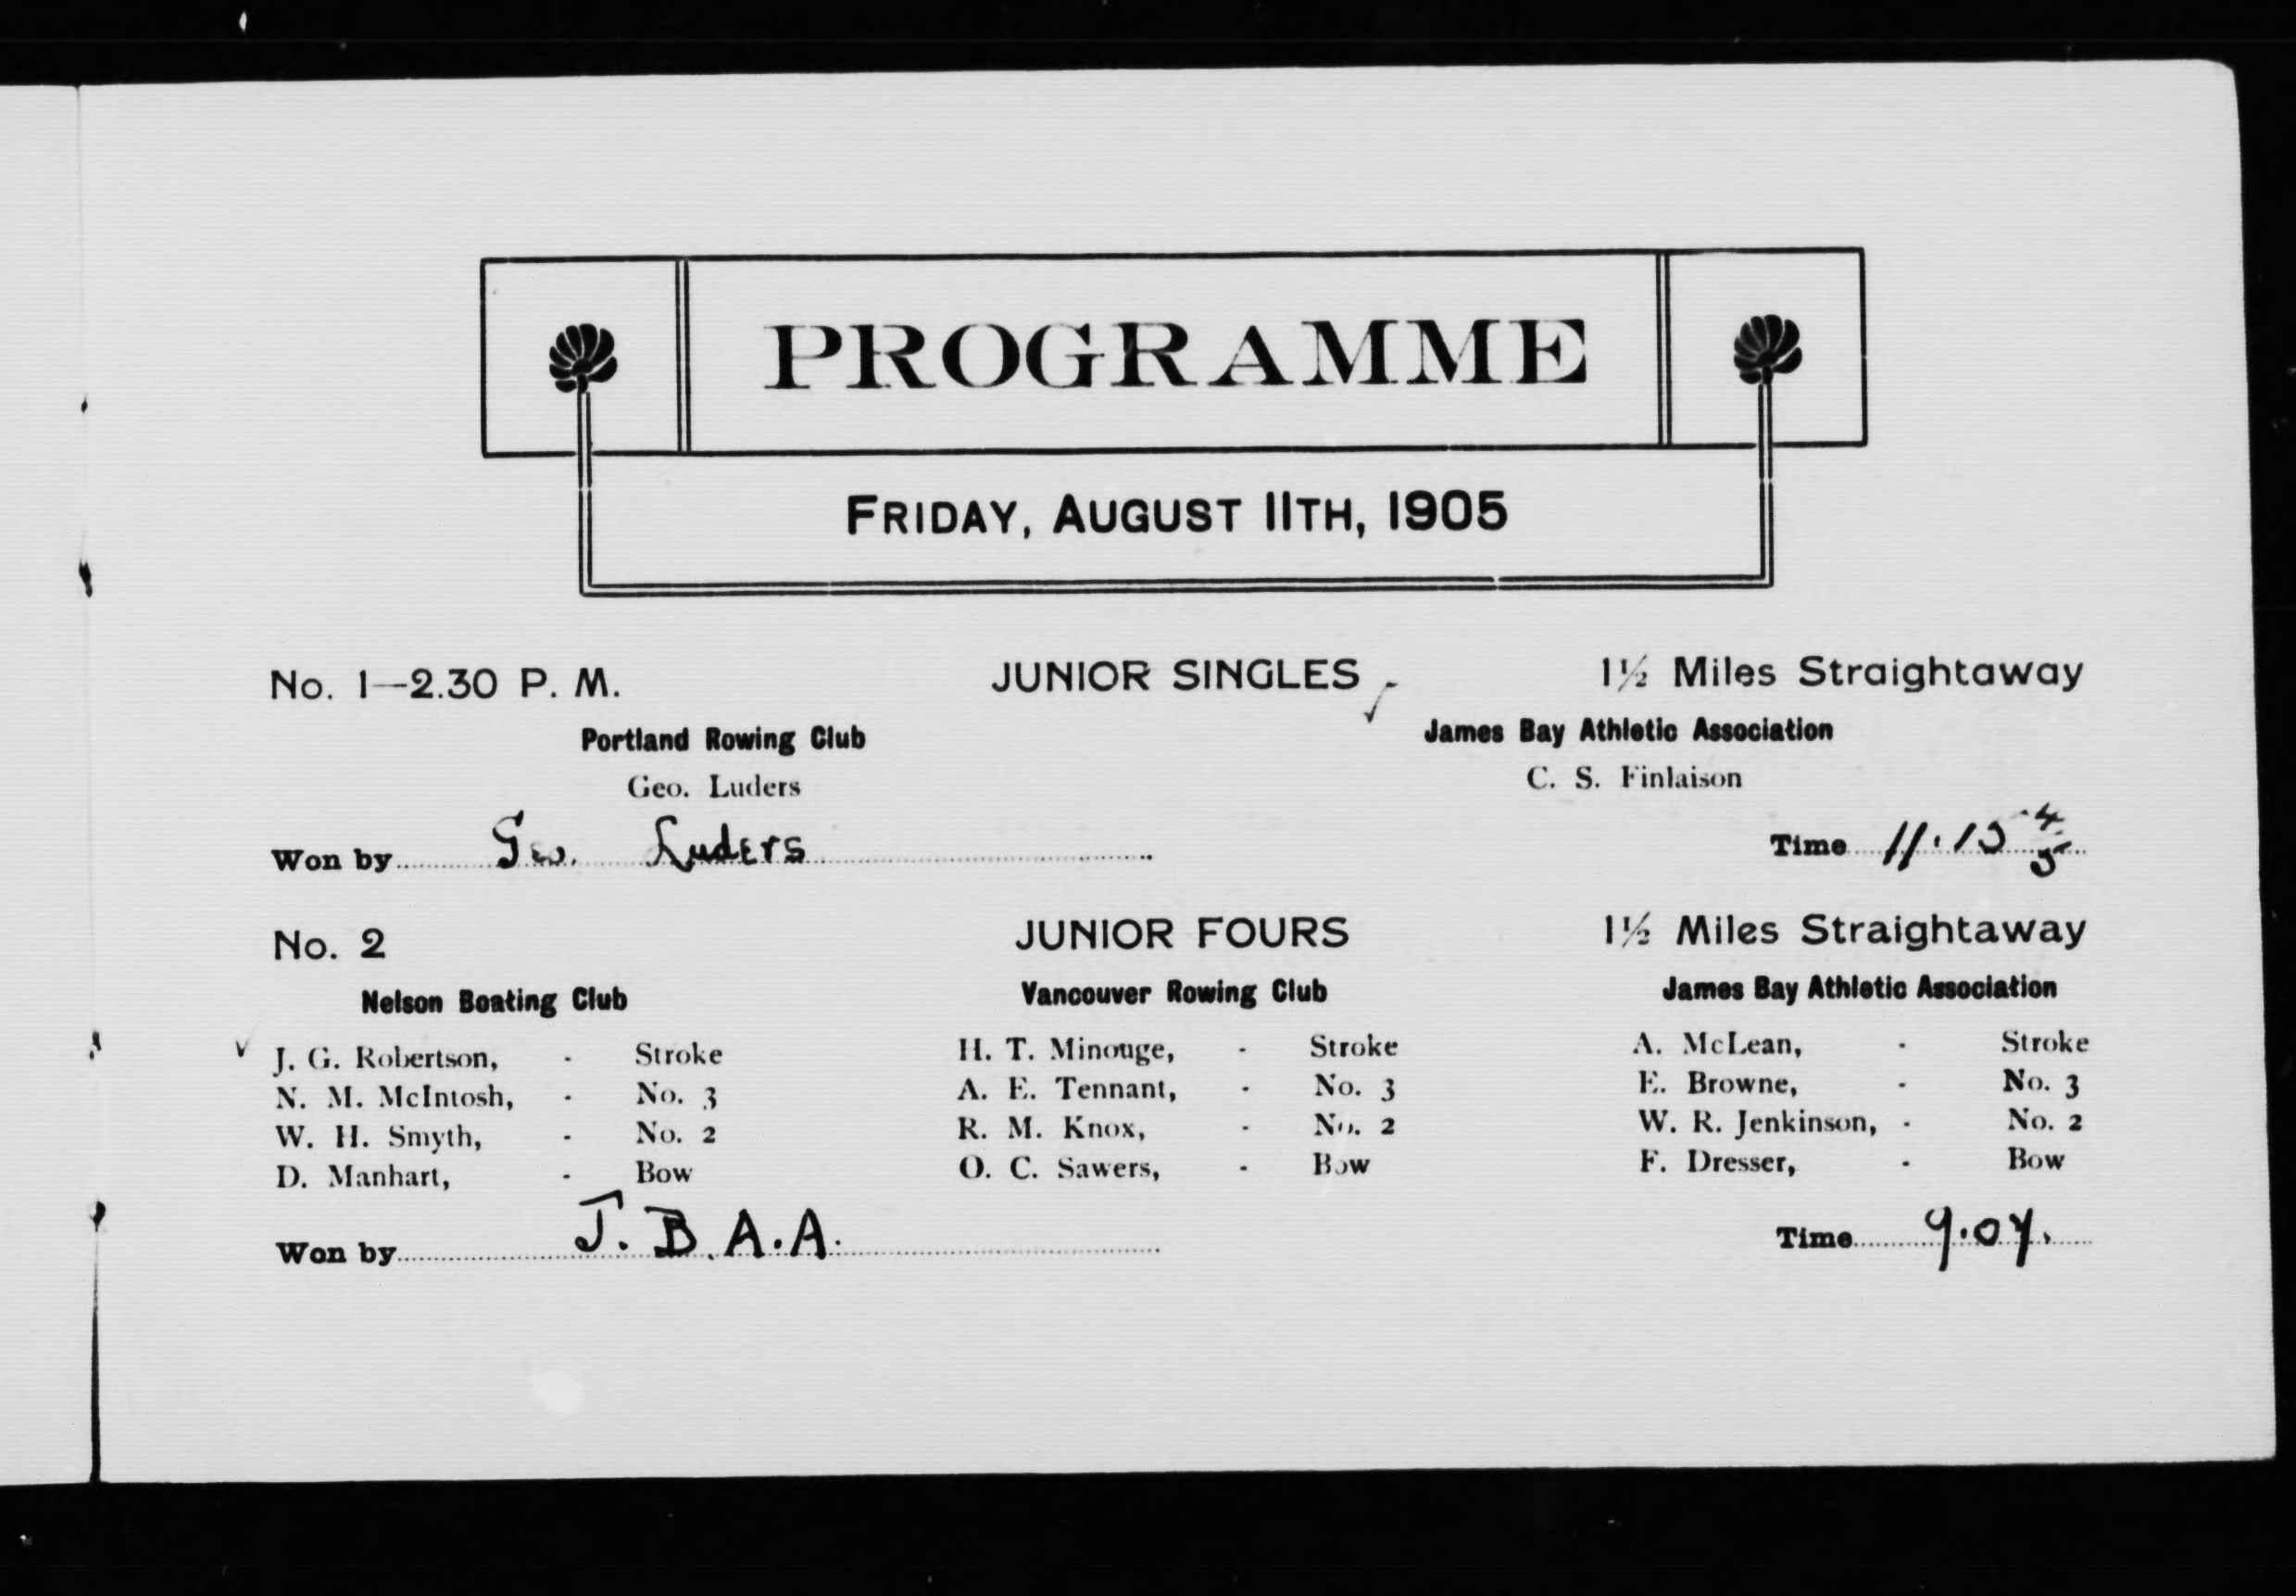 PROGRAMME
FRIDAY, AUGUST 11TH, 1905
No. 1—2.30 P. M. JUNIOR SINGLES 1½ Miles Straightaway
Portland Rowing Club James Bay Athletic Association
Geo. Luders C. S. Finlaison
Won by Geo. Luders Time 11.15 4/5
No. 2 JUNIOR FOURS 1½ Miles Straightaway
Nelson Boating Club Vancouver Rowing Club James Bay Athletic Association
J. G. Robertson, - Stroke H. T. Minouge, - Stroke A. McLean, - Stroke
N. M. McIntosh, - No. 3 A. E. Tennant, - No. 3 E. Browne, - No. 3
W. H. Smyth, - No. 2 R. M. Knox, - No. 2 W. R. Jenkinson, - No. 2
D. Manhart, - Bow O. C. Sawers, - Bow F. Dresser, - Bow
Won by J. B. A. A. Time